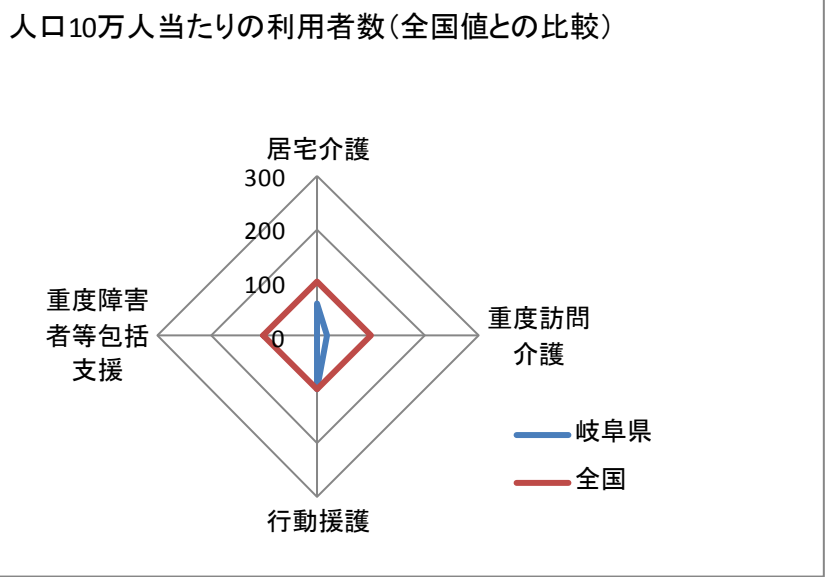 人口10万人当たりの利用者数（全国値との比較）
居宅介護
300
200
100
0
重度障害
者等包括
支援
重度訪問
介護
行動援護
岐阜県
全国